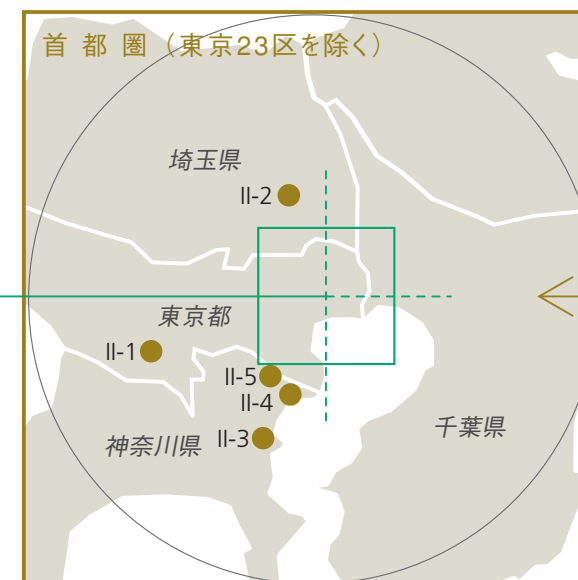 首都圏（東京23区を除く）
埼玉県
II-2
東京都
II-1
II-5
II-4
千葉県
神奈川県
II-3